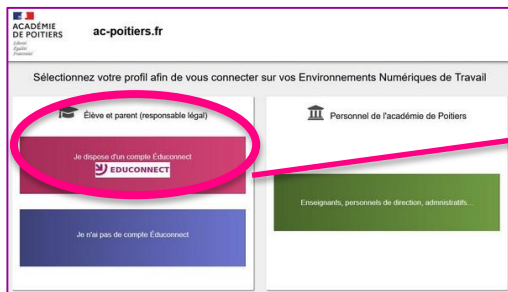 ACADÉMIE
DE POITIERS
Liberté
Égalité
Fraternité
ac-poitiers.fr
Sélectionnez votre profil afin de vous connecter sur vos Environnements Numériques de Travail
Élève et parent (responsable légal)
Je dispose d'un compte Éduconnect
EDUCONNECT
Je n'ai pas de compte Éduconnect
Personnel de l'académie de Poitiers
Enseignants, personnels de direction, admnistratifs...